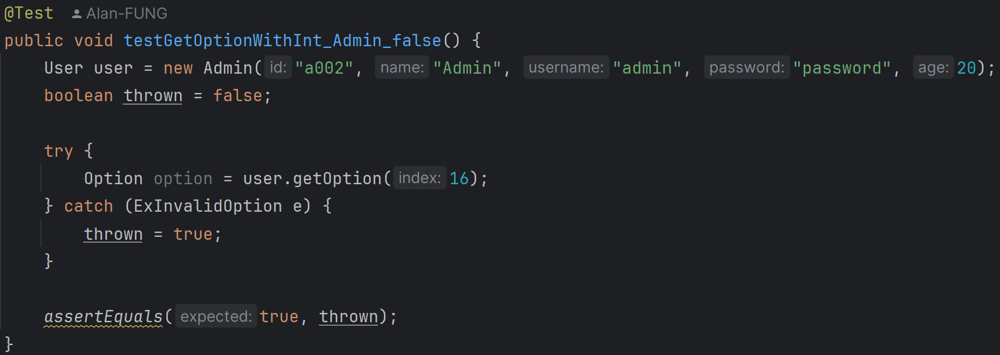 @Test Alan-FUNG
public void testGetOptionWithInt_Admin_false() {
User user = new Admin( id: "a002", name: "Admin", username: "admin", password: "password", age: 20);
boolean thrown = false;
try {
Option option = user.getOption( index: 16);
} catch (ExInvalidOption e) {
thrown = true;
}
assertEquals( expected: true, thrown);
}